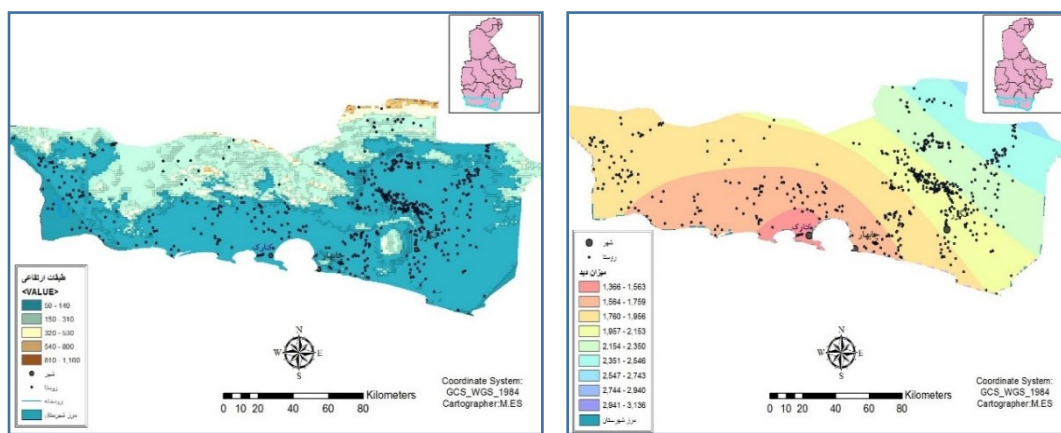 کنارک
چابهار
طبقات ارتفاعی
<VALUE>
50 - 140
150 - 310
320 - 530
540 - 800
810 - 1,100
شهر
روستا
رودخانه
مرز شهرستان
N
W E
S
Kilometers
0 10 20 40 60 80
Coordinate System:
GCS_WGS_1984
Cartographer:M.ES
کنارک
چابهار
شهر
روستا
میزان دید
1,366 - 1,563
1,564 - 1,759
1,760 - 1,956
1,957 - 2,153
2,154 - 2,350
2,351 - 2,546
2,547 - 2,743
2,744 - 2,940
2,941 - 3,136
مرز شهرستان
N
W E
S
Kilometers
0 10 20 40 60 80
Coordinate System:
GCS_WGS_1984
Cartographer:M.ES